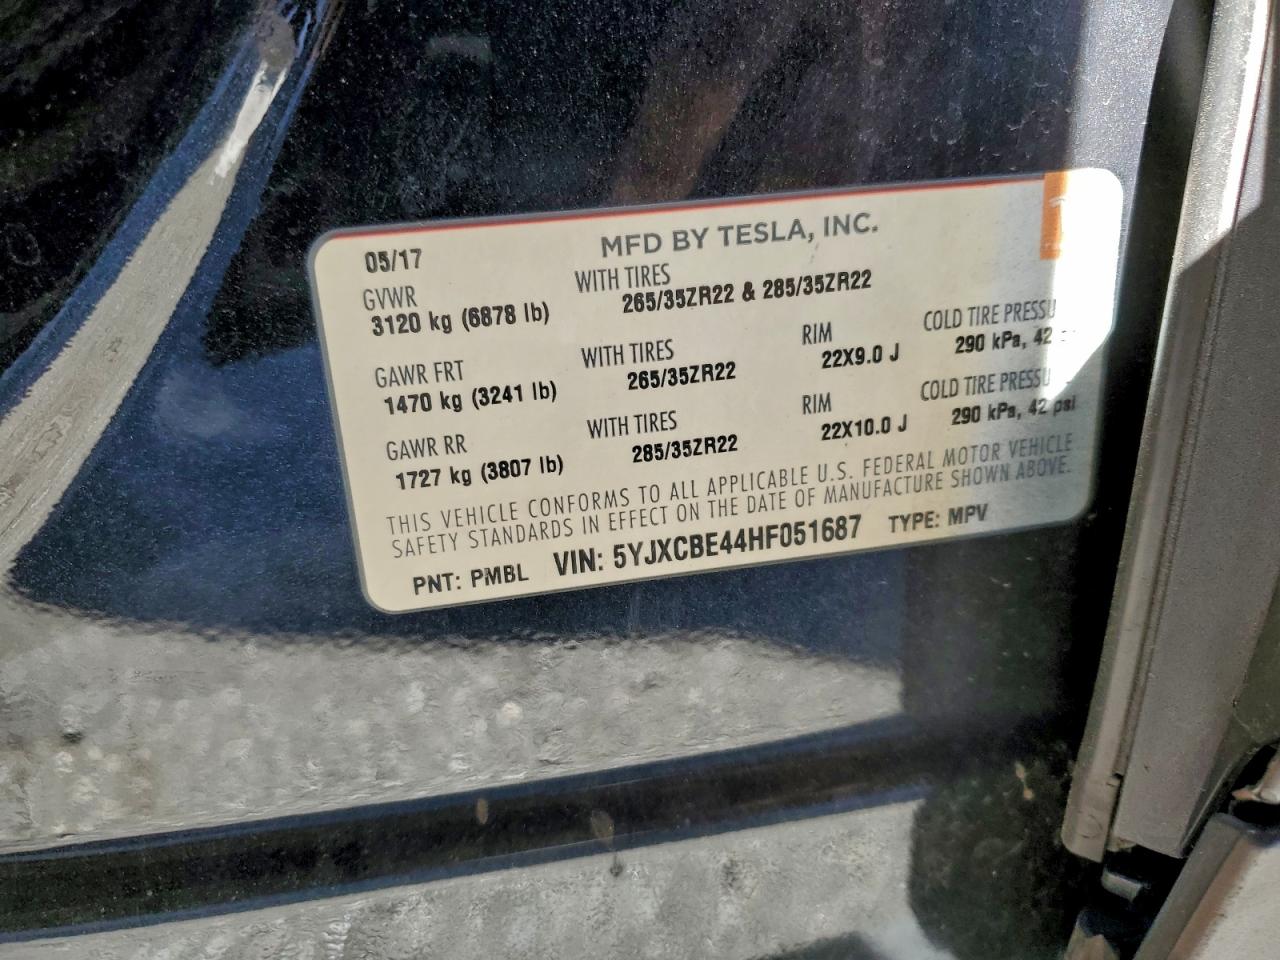 MFD BY TESLA, INC.
05/17
GVWR WITH TIRES
3120 kg (6878 lb) 265/35ZR22 & 285/35ZR22
GAWR FRT WITH TIRES RIM COLD TIRE PRESSU
1470 kg (3241 lb) 265/35ZR22 22X9.0 J 290 kPa, 42
GAWR RR WITH TIRES RIM COLD TIRE PRESSU
1727 kg (3807 lb) 285/35ZR22 22X10.0 J 290 kPa, 42 psi
THIS VEHICLE CONFORMS TO ALL APPLICABLE U.S. FEDERAL MOTOR VEHICLE
SAFETY STANDARDS IN EFFECT ON THE DATE OF MANUFACTURE SHOWN ABOVE.
PNT: PMBL VIN: 5YJXCBE44HF051687 TYPE: MPV